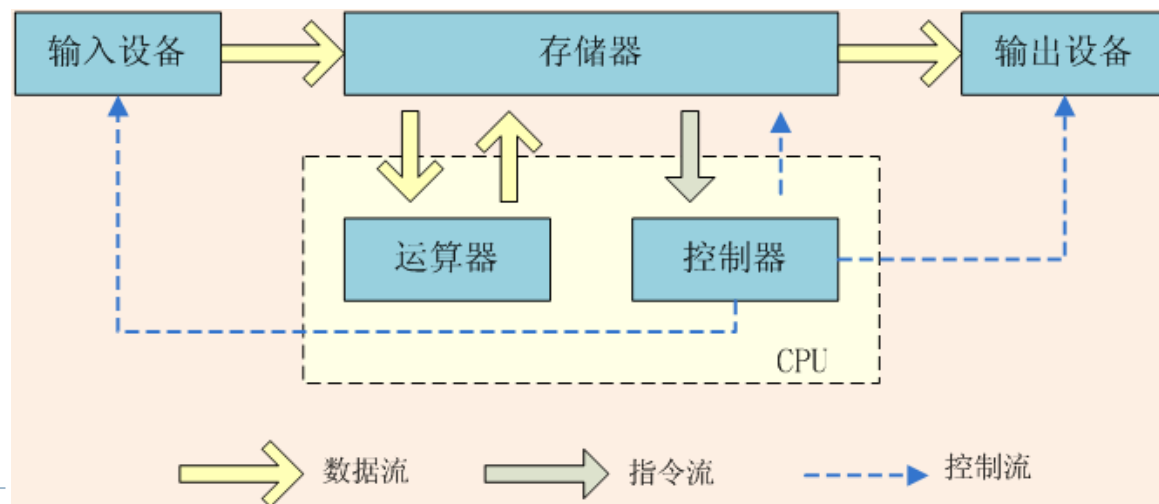 输入设备
存储器
输出设备
运算器
控制器
CPU
数据流
指令流
控制流